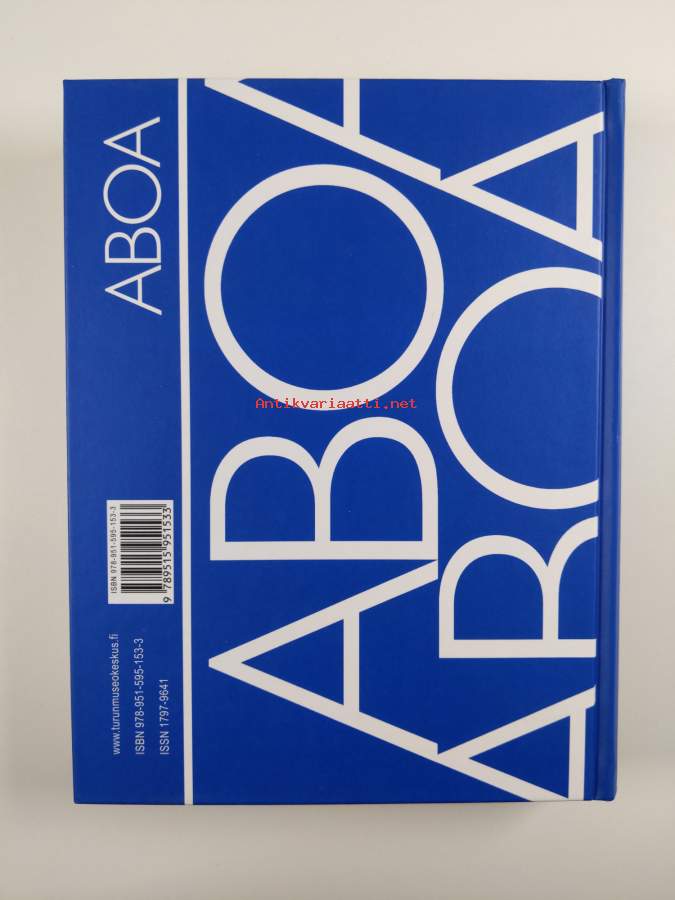 ABOA
ABOA
ABOA
ISBN 978-951-595-153-3
9 789515 951533
www.turunmuseokeskus.fi
ISBN 978-951-595-153-3
ISSN 1797-9641
Antikvariaatti.net